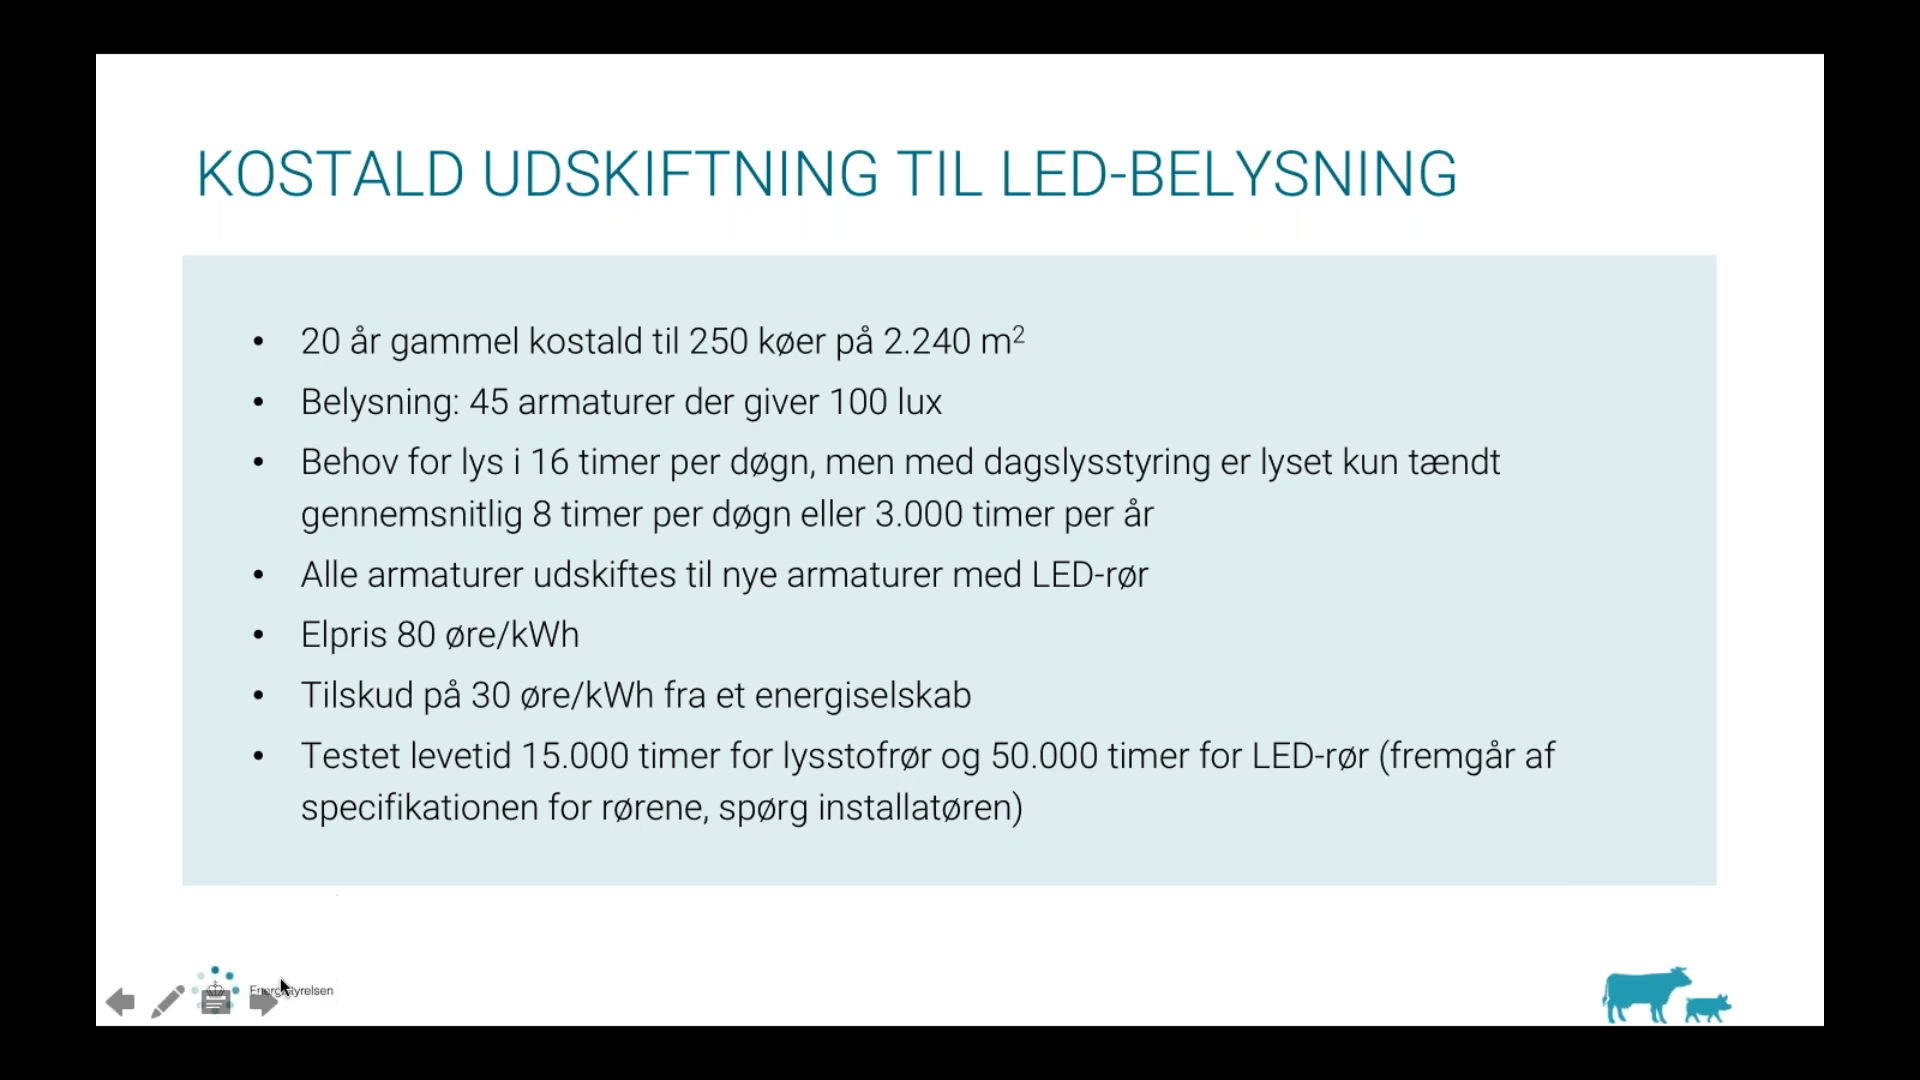 KOSTALD UDSKIFTNING TIL LED-BELYSNING
• 20 år gammel kostald til 250 køer på 2.240 m²
• Belysning: 45 armaturer der giver 100 lux
• Behov for lys i 16 timer per døgn, men med dagslysstyring er lyset kun tændt
gennemsnitlig 8 timer per døgn eller 3.000 timer per år
• Alle armaturer udskiftes til nye armaturer med LED-rør
• Elpris 80 øre/kWh
• Tilskud på 30 øre/kWh fra et energiselskab
• Testet levetid 15.000 timer for lysstofrør og 50.000 timer for LED-rør (fremgår af
specifikationen for rørene, spørg installatøren)
Energistyrelsen